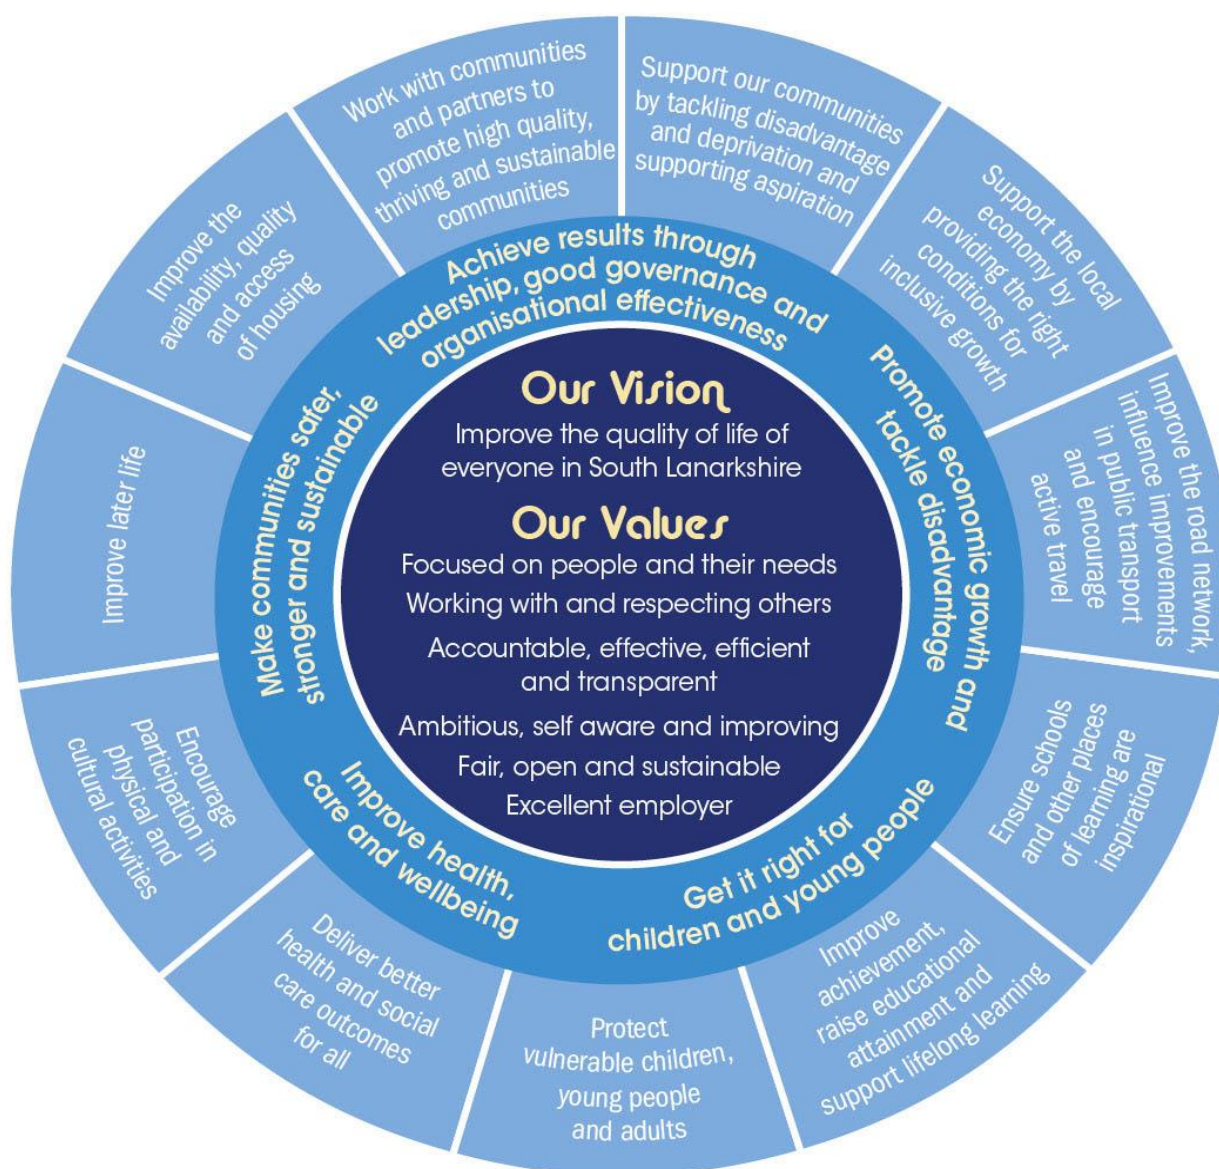 Our Vision
Improve the quality of life of
everyone in South Lanarkshire
Our Values
Focused on people and their needs
Working with and respecting others
Accountable, effective, efficient
and transparent
Ambitious, self aware and improving
Fair, open and sustainable
Excellent employer
Achieve results through
leadership, good governance and
organisational effectiveness
Promote economic growth and
tackle disadvantage
Get it right for
children and young people
Improve health,
care and wellbeing
Make communities safer,
stronger and sustainable
Support our communities
by tackling disadvantage
and deprivation and
supporting aspiration
Support the local
economy by
providing the right
conditions for
inclusive growth
Improve the road network,
influence improvements
in public transport
and encourage
active travel
Ensure schools
and other places
of learning are
inspirational
Improve
achievement,
raise educational
attainment and
support lifelong learning
Protect
vulnerable children,
young people
and adults
Deliver better
health and social
care outcomes
for all
Encourage
participation in
physical and
cultural activities
Improve later life
Improve the
availability, quality
and access
of housing
Work with communities
and partners to
promote high quality,
thriving and sustainable
communities